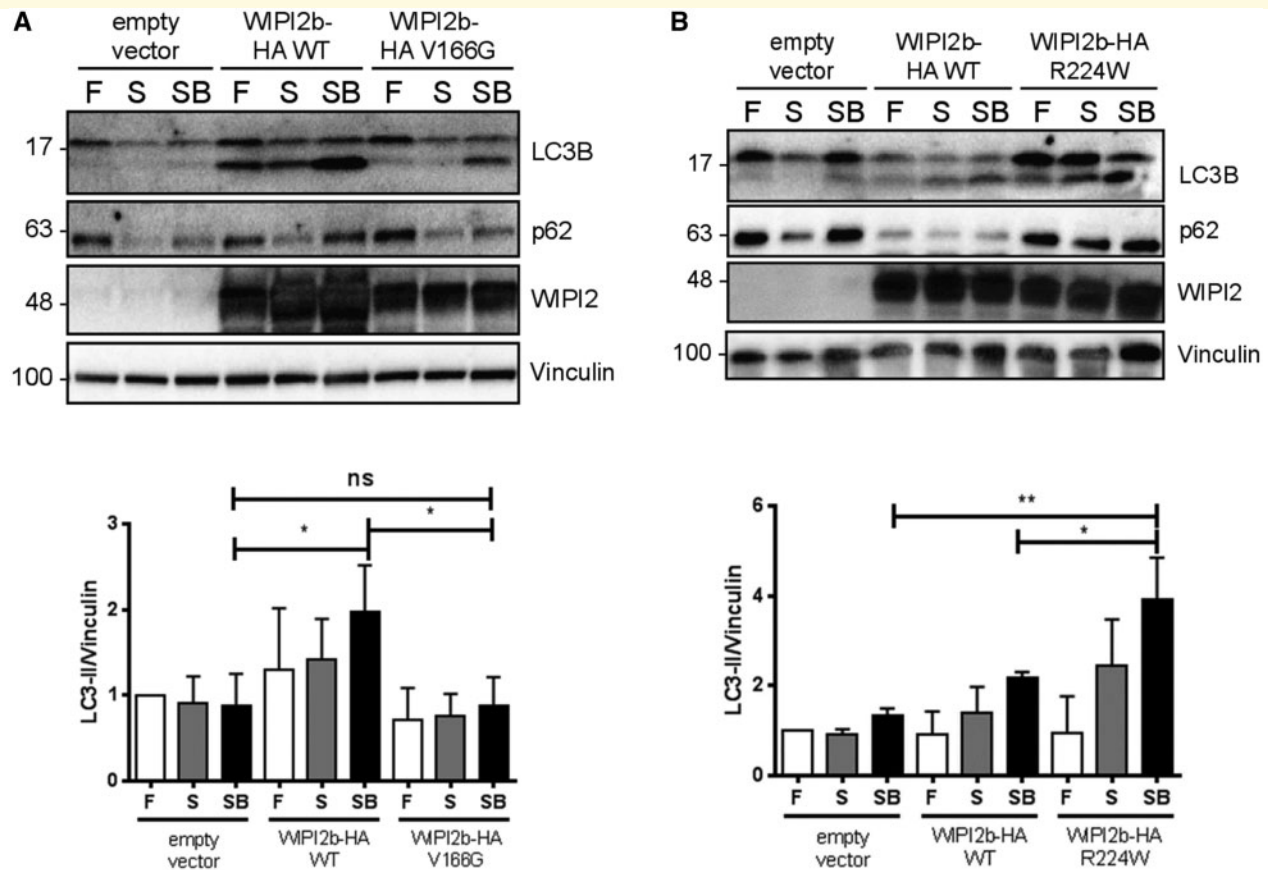 A
empty vector
WIPI2b-HA WT
WIPI2b-HA V166G
F S SB F S SB F S SB
17
LC3B
63
p62
48
WIPI2
100
Vinculin
ns
*
*
3
2
1
0
LC3-II/Vinculin
F S SB F S SB F S SB
empty vector
WIPI2b-HA WT
WIPI2b-HA V166G
B
empty vector
WIPI2b-HA WT
WIPI2b-HA R224W
F S SB F S SB F S SB
17
LC3B
63
p62
48
WIPI2
100
Vinculin
**
*
6
4
2
0
LC3-II/Vinculin
F S SB F S SB F S SB
empty vector
WIPI2b-HA WT
WIPI2b-HA R224W